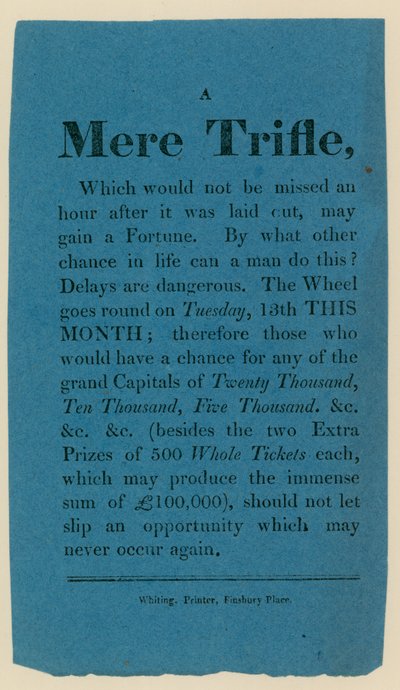 A
Mere Trifle,
Which would not be missed an
hour after it was laid out, may
gain a Fortune. By what other
chance in life can a man do this?
Delays are dangerous. The Wheel
goes round on Tuesday, 13th THIS
MONTH; therefore those who
would have a chance for any of the
grand Capitals of Twenty Thousand,
Ten Thousand, Five Thousand. &c.
&c. &c. (besides the two Extra
Prizes of 500 Whole Tickets each,
which may produce the immense
sum of £100,000), should not let
slip an opportunity which may
never occur again.
Whiting, Printer, Finsbury Place.